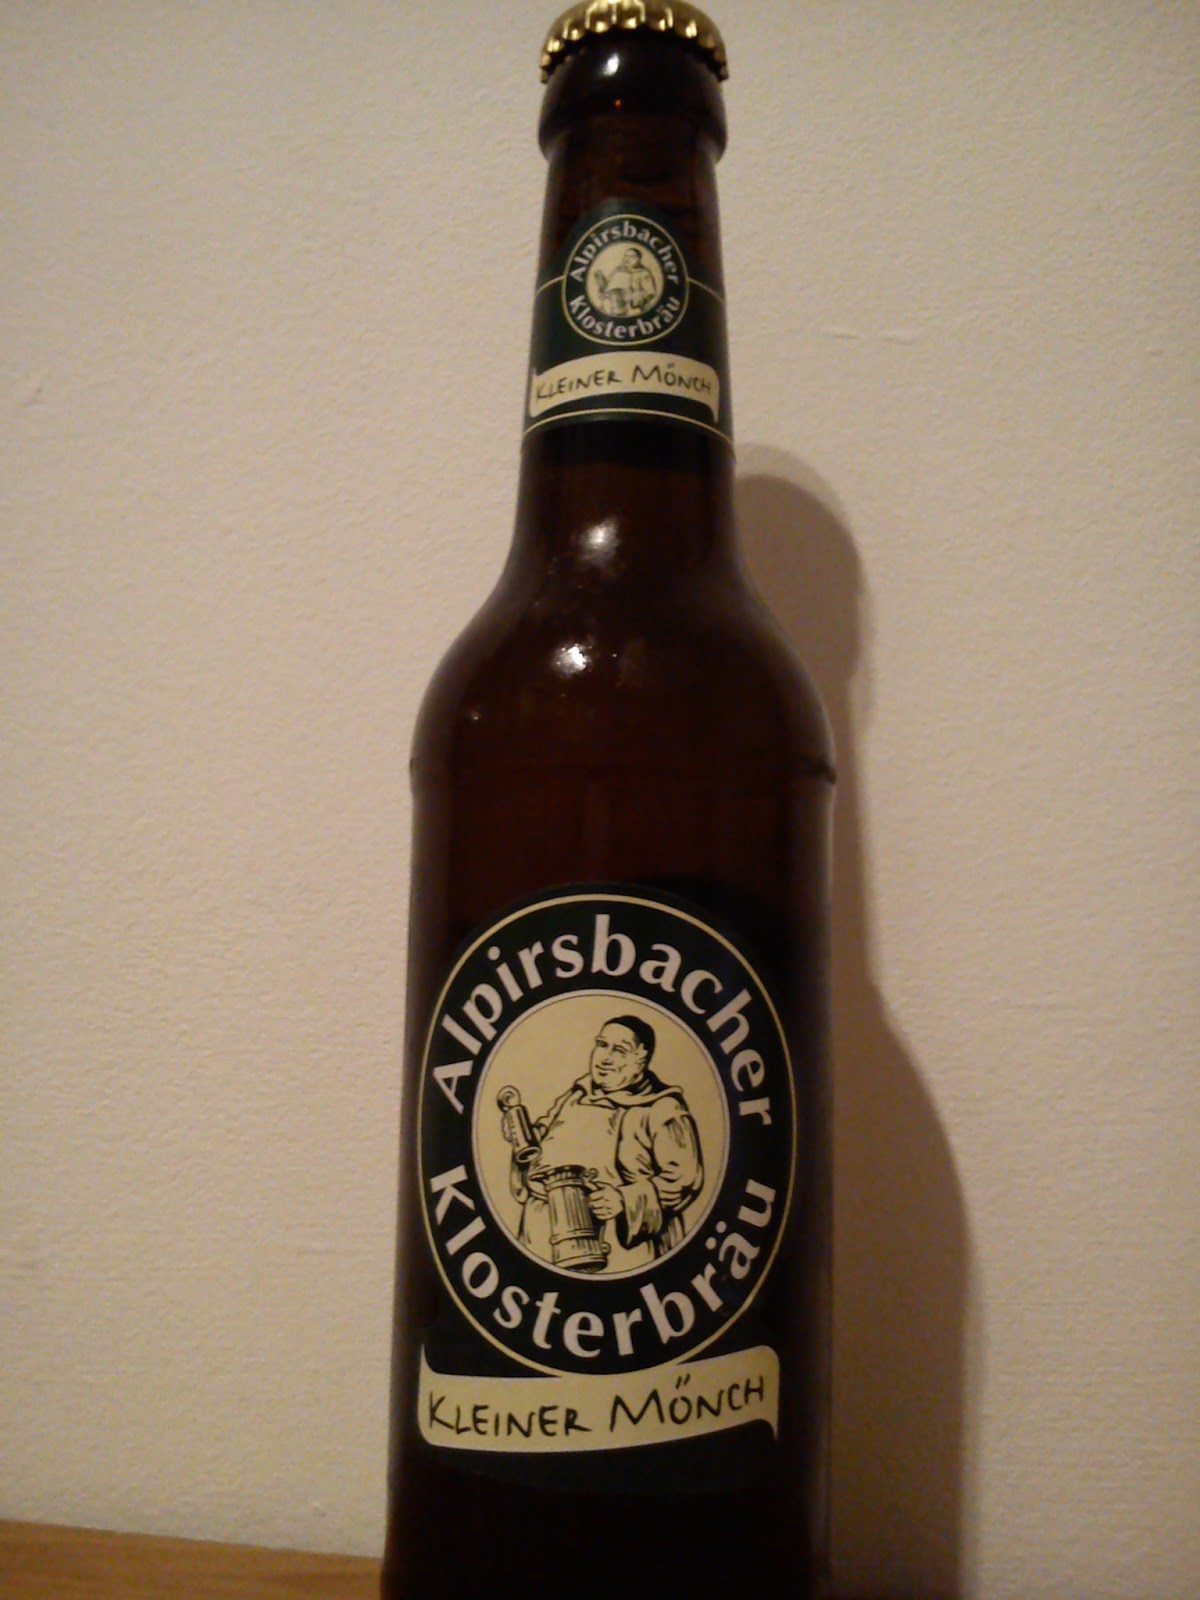 Alpirsbacher
Klosterbräu
KLEINER MÖNCH
Alpirsbacher
Klosterbräu
KLEINER MÖNCH